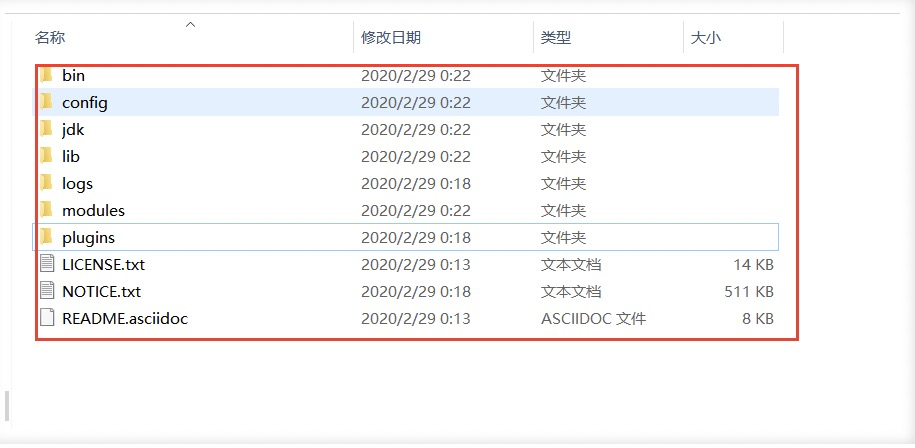 名称 修改日期 类型 大小
bin 2020/2/29 0:22 文件夹
config 2020/2/29 0:22 文件夹
jdk 2020/2/29 0:22 文件夹
lib 2020/2/29 0:22 文件夹
logs 2020/2/29 0:18 文件夹
modules 2020/2/29 0:22 文件夹
plugins 2020/2/29 0:18 文件夹
LICENSE.txt 2020/2/29 0:13 文本文档 14 KB
NOTICE.txt 2020/2/29 0:18 文本文档 511 KB
README.asciidoc 2020/2/29 0:13 ASCIIDOC 文件 8 KB